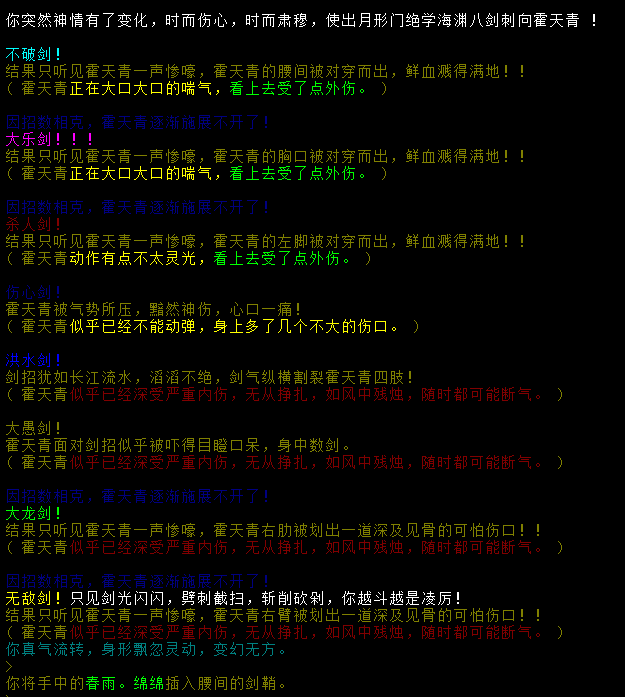 你突然神情有了变化，时而伤心，时而肃穆，使出月形门绝学海渊八剑刺向霍天青 ！
不破剑！
结果只听见霍天青一声惨嚎，霍天青的腰间被对穿而出，鲜血溅得满地！！
( 霍天青正在大口大口的喘气，看上去受了点外伤。 )
因招数相克，霍天青逐渐施展不开了！
大乐剑！！！
结果只听见霍天青一声惨嚎，霍天青的胸口被对穿而出，鲜血溅得满地！！
( 霍天青正在大口大口的喘气，看上去受了点外伤。 )
因招数相克，霍天青逐渐施展不开了！
杀人剑！
结果只听见霍天青一声惨嚎，霍天青的左脚被对穿而出，鲜血溅得满地！！
( 霍天青动作有点不太灵光，看上去受了点外伤。 )
伤心剑！
霍天青被气势所压，黯然神伤，心口一痛！
( 霍天青似乎已经不能动弹，身上多了几个不大的伤口。 )
洪水剑！
剑招犹如长江流水，滔滔不绝，剑气纵横割裂霍天青四肢！
( 霍天青似乎已经深受严重内伤，无从挣扎，如风中残烛，随时都可能断气。 )
大愚剑！
霍天青面对剑招似乎被吓得目瞪口呆，身中数剑。
( 霍天青似乎已经深受严重内伤，无从挣扎，如风中残烛，随时都可能断气。 )
因招数相克，霍天青逐渐施展不开了！
大龙剑！
结果只听见霍天青一声惨嚎，霍天青右肋被划出一道深及见骨的可怕伤口！！
( 霍天青似乎已经深受严重内伤，无从挣扎，如风中残烛，随时都可能断气。 )
因招数相克，霍天青逐渐施展不开了！
无敌剑！只见剑光闪闪，劈刺截扫，斩削砍剁，你越斗越是凌厉！
结果只听见霍天青一声惨嚎，霍天青右臂被划出一道深及见骨的可怕伤口！！
( 霍天青似乎已经深受严重内伤，无从挣扎，如风中残烛，随时都可能断气。 )
你真气流转，身形飘忽灵动，变幻无方。
>
你将手中的春雨。绵绵插入腰间的剑鞘。